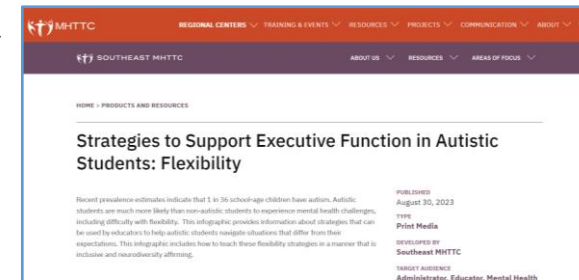 MHTTC REGIONAL CENTERS TRAINING & EVENTS RESOURCES PROJECTS COMMUNICATION ABOUT
SOUTHEAST MHTTC ABOUT US RESOURCES AREAS OF FOCUS
HOME » PRODUCTS AND RESOURCES
Strategies to Support Executive Function in Autistic
Students: Flexibility
Recent prevalence estimates indicate that 1 in 36 school-age children have autism. Autistic
students are much more likely than non-autistic students to experience mental health challenges,
including difficulty with flexibility. This infographic provides information about strategies that can
be used by educators to help autistic students navigate situations that differ from their
expectations. This infographic includes how to teach these flexibility strategies in a manner that is
inclusive and neurodiversity affirming.
PUBLISHED
August 30, 2023
TYPE
Print Media
DEVELOPED BY
Southeast MHTTC
TARGET AUDIENCE
Administrator, Educator, Mental Health